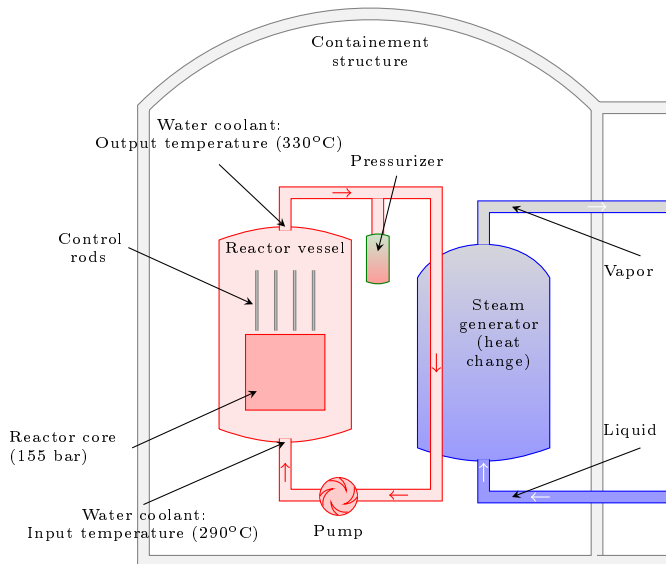 Containement
structure
Water coolant:
Output temperature (330°C)
Pressurizer
Control
rods
Reactor vessel
Vapor
Steam
generator
(heat
change)
Reactor core
(155 bar)
Liquid
Water coolant:
Input temperature (290°C)
Pump